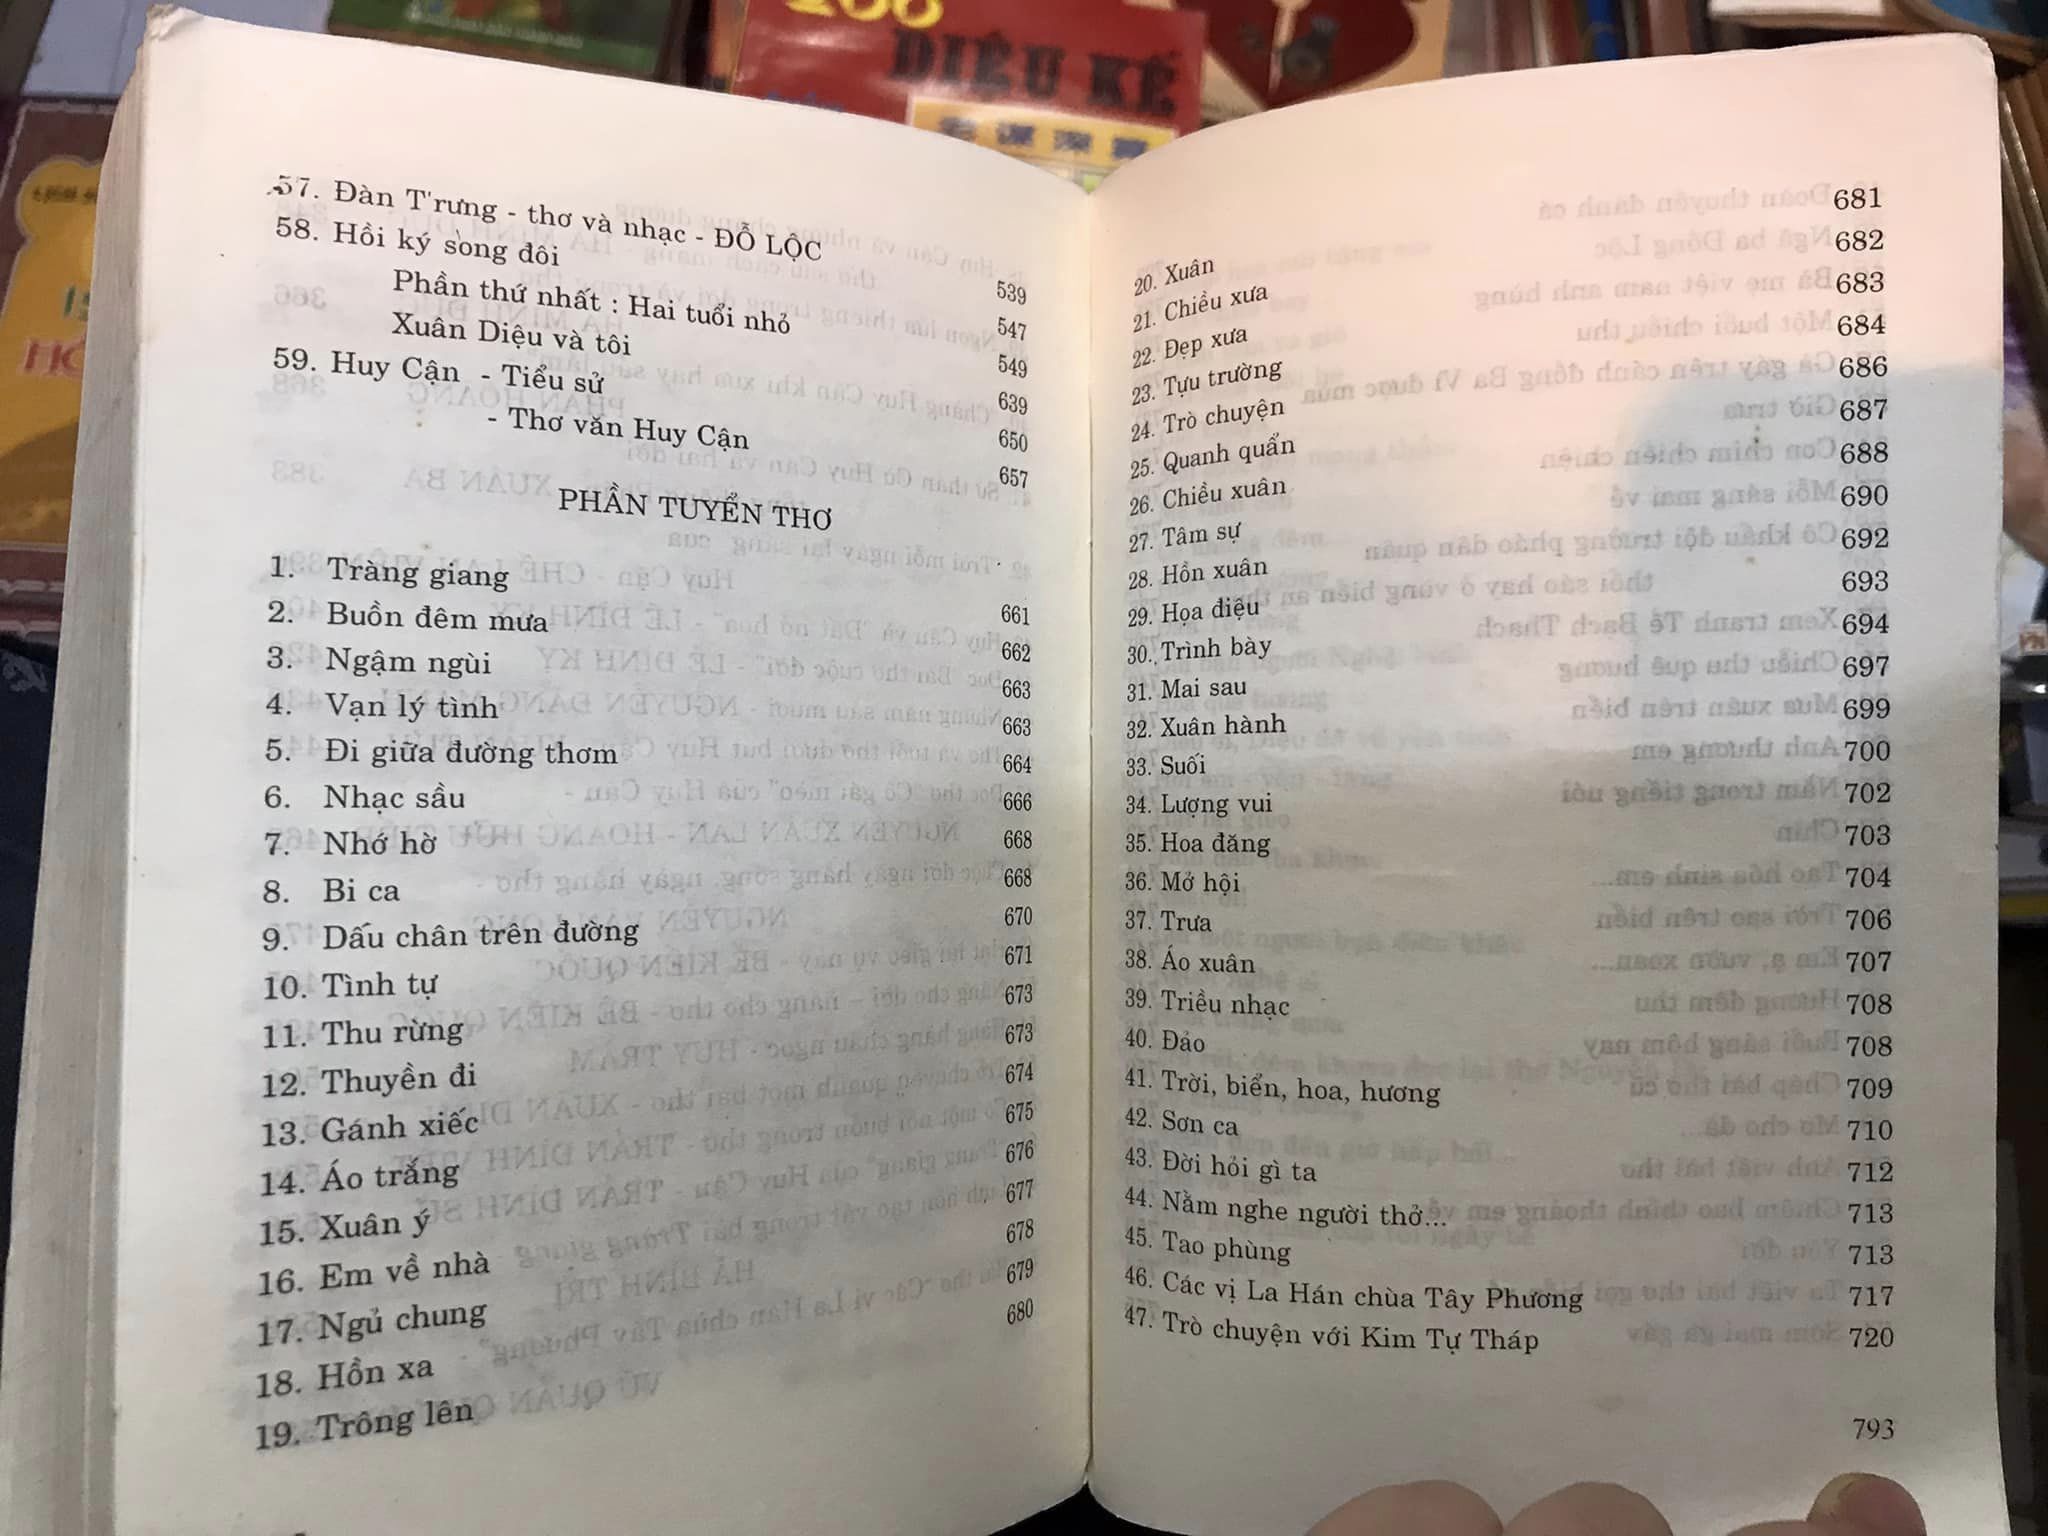 DIỆU KẾ
57. Đàn T'rưng - thơ và nhạc - ĐỖ LỘC 539
58. Hồi ký song đôi 547
Phần thứ nhất : Hai tuổi nhỏ 549
Xuân Diệu và tôi 639
59. Huy Cận - Tiểu sử 650
- Thơ văn Huy Cận 657
PHẦN TUYỂN THƠ
1. Tràng giang 661
2. Buồn đêm mưa 662
3. Ngậm ngùi 663
4. Vạn lý tình 663
5. Đi giữa đường thơm 664
6. Nhạc sầu 666
7. Nhớ hờ 668
8. Bi ca 668
9. Dấu chân trên đường 670
10. Tình tự 671
11. Thu rừng 673
12. Thuyền đi 673
13. Gánh xiếc 674
14. Áo trắng 675
15. Xuân ý 676
16. Em về nhà 677
17. Ngủ chung 678
18. Hồn xa 679
19. Trông lên 680
20. Xuân 681
21. Chiều xưa 682
22. Đẹp xưa 683
23. Tựu trường 684
24. Trò chuyện 686
25. Quanh quẩn 687
26. Chiều xuân 688
27. Tâm sự 690
28. Hồn xuân 692
29. Họa điệu 693
30. Trình bày 694
31. Mai sau 697
32. Xuân hành 699
33. Suối 700
34. Lượng vui 702
35. Hoa đăng 703
36. Mở hội 704
37. Trưa 706
38. Áo xuân 707
39. Triều nhạc 708
40. Đảo 708
41. Trời, biển, hoa, hương 709
42. Sơn ca 710
43. Đời hỏi gì ta 712
44. Nằm nghe người thở... 713
45. Tao phùng 713
46. Các vị La Hán chùa Tây Phương 717
47. Trò chuyện với Kim Tự Tháp 720
793